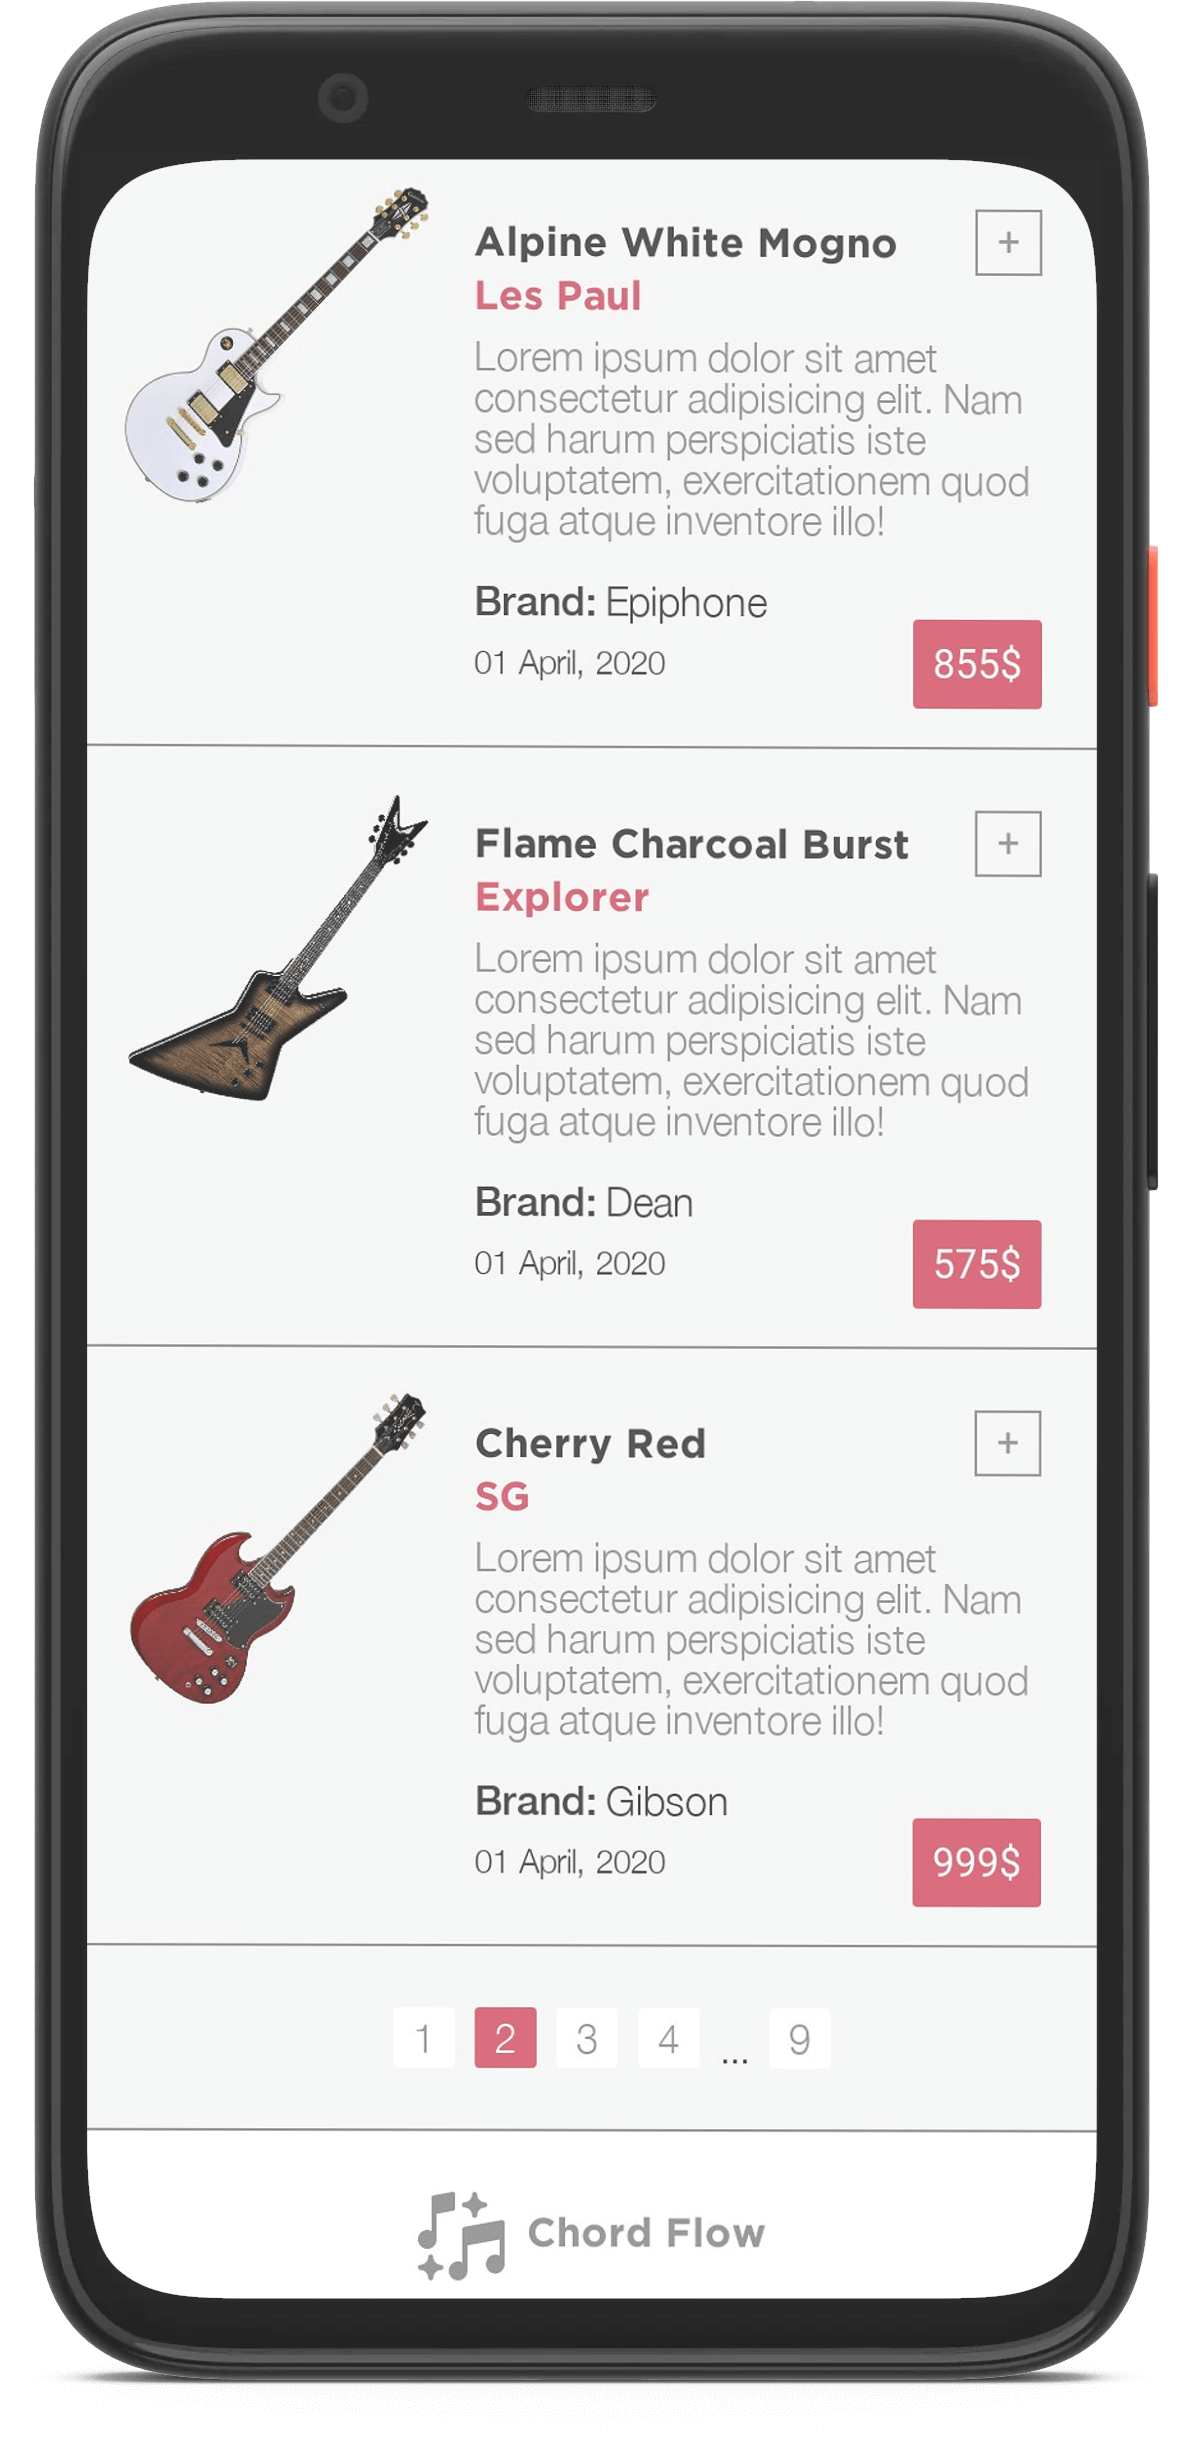 Alpine White Mogno
+
Les Paul
Lorem ipsum dolor sit amet
consectetur adipisicing elit. Nam
sed harum perspiciatis iste
voluptatem, exercitationem quod
fuga atque inventore illo!
Brand: Epiphone
01 April, 2020
855$
Flame Charcoal Burst
+
Explorer
Lorem ipsum dolor sit amet
consectetur adipisicing elit. Nam
sed harum perspiciatis iste
voluptatem, exercitationem quod
fuga atque inventore illo!
Brand: Dean
01 April, 2020
575$
Cherry Red
+
SG
Lorem ipsum dolor sit amet
consectetur adipisicing elit. Nam
sed harum perspiciatis iste
voluptatem, exercitationem quod
fuga atque inventore illo!
Brand: Gibson
01 April, 2020
999$
1 2 3 4 ... 9
Chord Flow